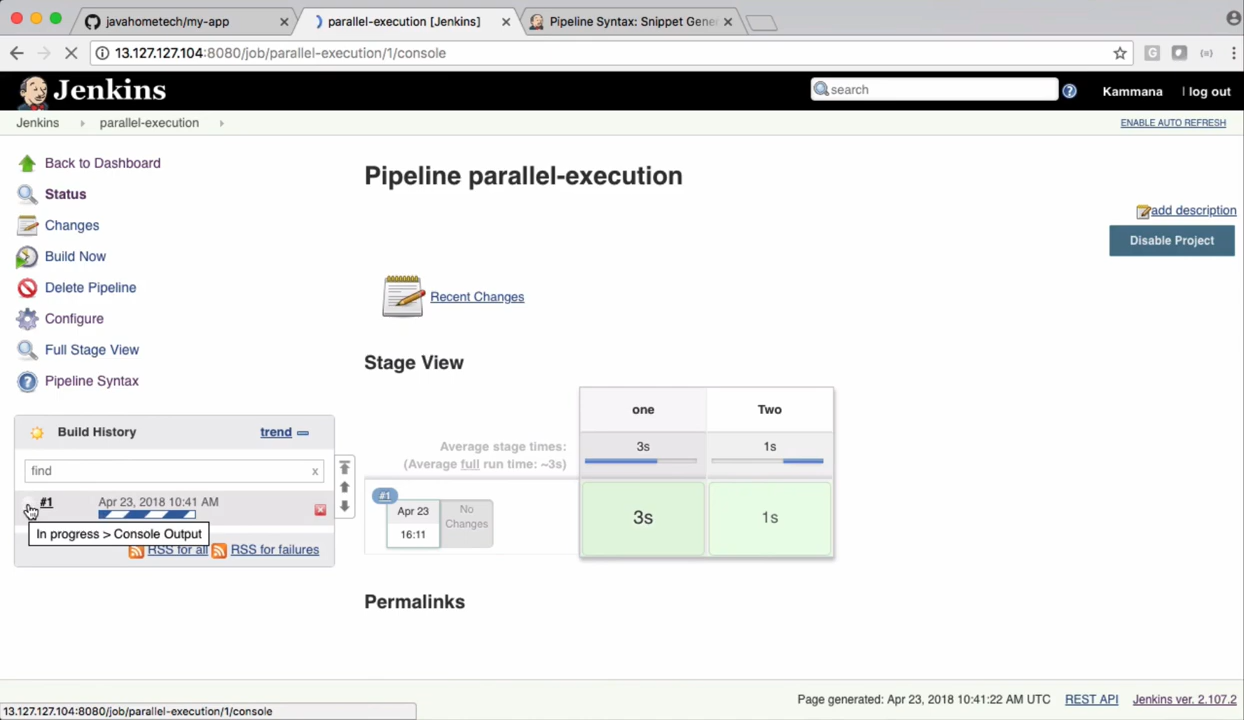 javahometech/my-app
parallel-execution [Jenkins]
Pipeline Syntax: Snippet Gene
13.127.127.104:8080/job/parallel-execution/1/console
Jenkins
search
Kammana
| log out
Jenkins
parallel-execution
ENABLE AUTO REFRESH
Back to Dashboard
Status
Changes
Build Now
Delete Pipeline
Configure
Full Stage View
Pipeline Syntax
Build History
trend
find
x
#1
Apr 23, 2018 10:41 AM
In progress > Console Output
RSS for all
RSS for failures
Pipeline parallel-execution
add description
Disable Project
Recent Changes
Stage View
one
Two
Average stage times:
3s
1s
(Average full run time: ~3s)
#1
Apr 23
16:11
No
Changes
3s
1s
Permalinks
Page generated: Apr 23, 2018 10:41:22 AM UTC
REST API
Jenkins ver. 2.107.2
13.127.127.104:8080/job/parallel-execution/1/console